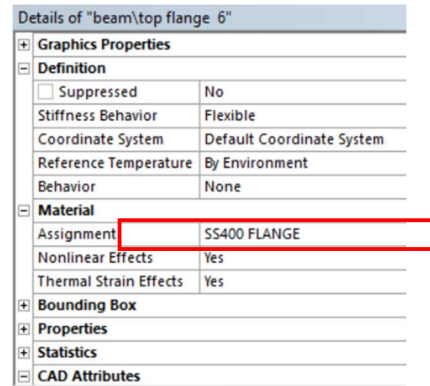 Details of "beam\top flange 6"
Graphics Properties
Definition
Suppressed No
Stiffness Behavior Flexible
Coordinate System Default Coordinate System
Reference Temperature By Environment
Behavior None
Material
Assignment SS400 FLANGE
Nonlinear Effects Yes
Thermal Strain Effects Yes
Bounding Box
Properties
Statistics
CAD Attributes